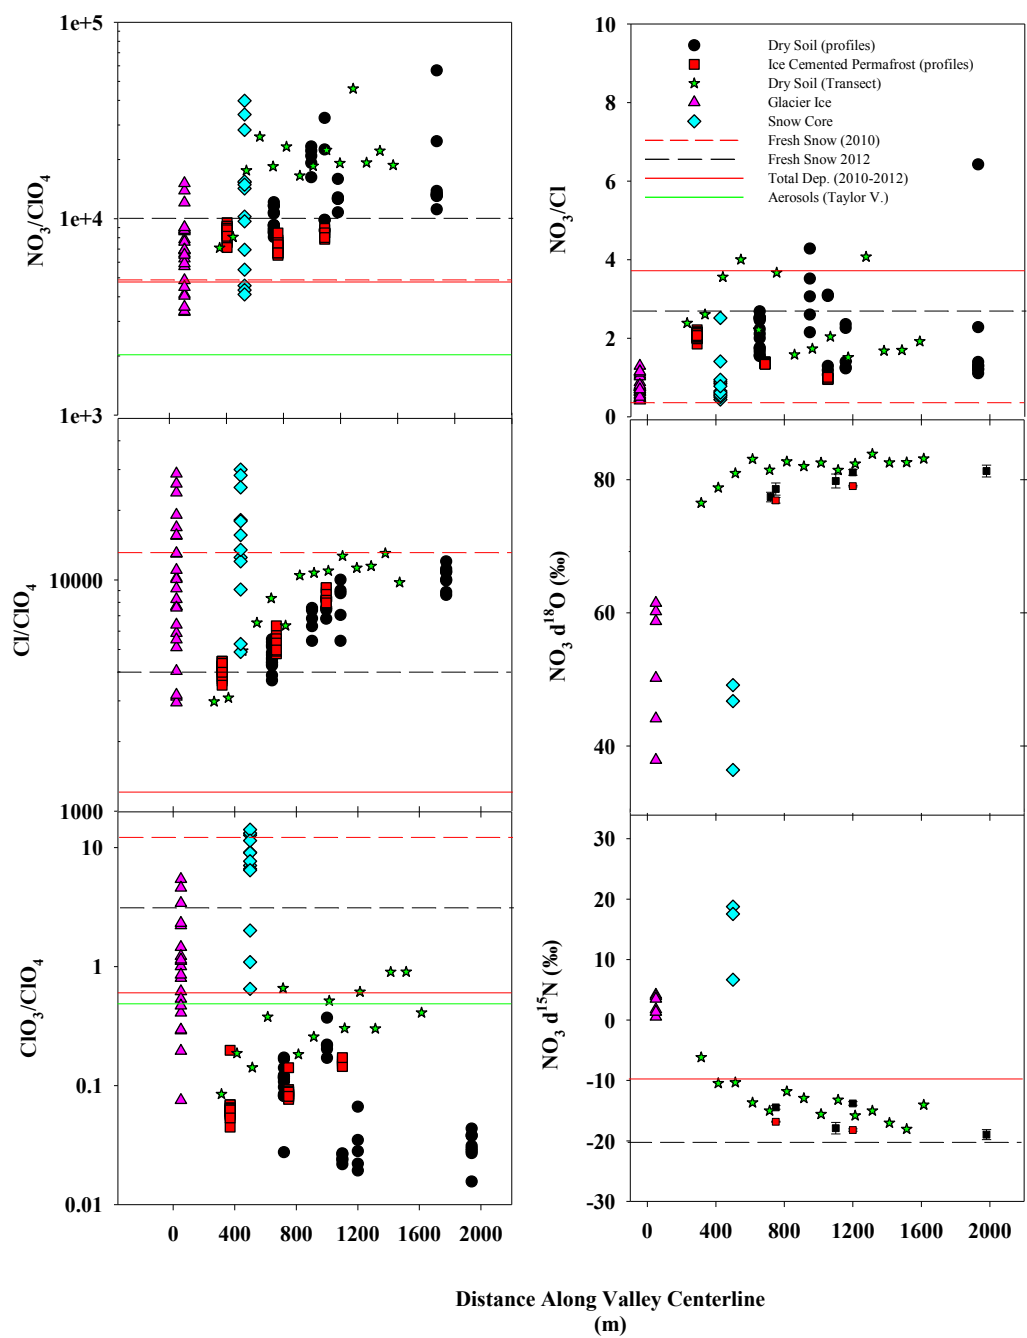 1e+5
1e+4
1e+3
NO3/ClO4
10
8
6
4
2
0
NO3/Cl
Dry Soil (profiles)
Ice Cemented Permafrost (profiles)
Dry Soil (Transect)
Glacier Ice
Snow Core
Fresh Snow (2010)
Fresh Snow 2012
Total Dep. (2010-2012)
Aerosols (Taylor V.)
10000
1000
Cl/ClO4
80
60
40
NO3 d18O (‰)
10
1
0.1
0.01
ClO3/ClO4
0 400 800 1200 1600 2000
30
20
10
0
-10
-20
-30
NO3 d15N (‰)
0 400 800 1200 1600 2000
Distance Along Valley Centerline
(m)